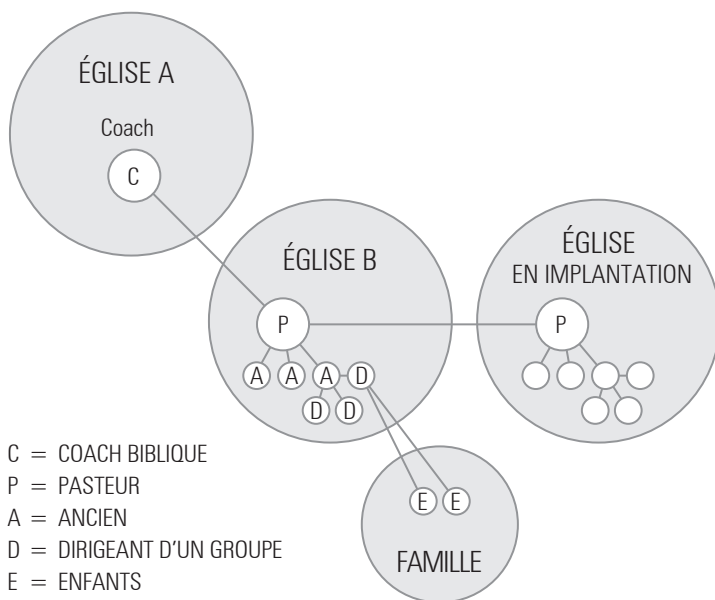 ÉGLISE A
Coach
C
ÉGLISE B
P
A A A D
D D
ÉGLISE
EN IMPLANTATION
P
E E
FAMILLE
C = COACH BIBLIQUE
P = PASTEUR
A = ANCIEN
D = DIRIGEANT D'UN GROUPE
E = ENFANTS